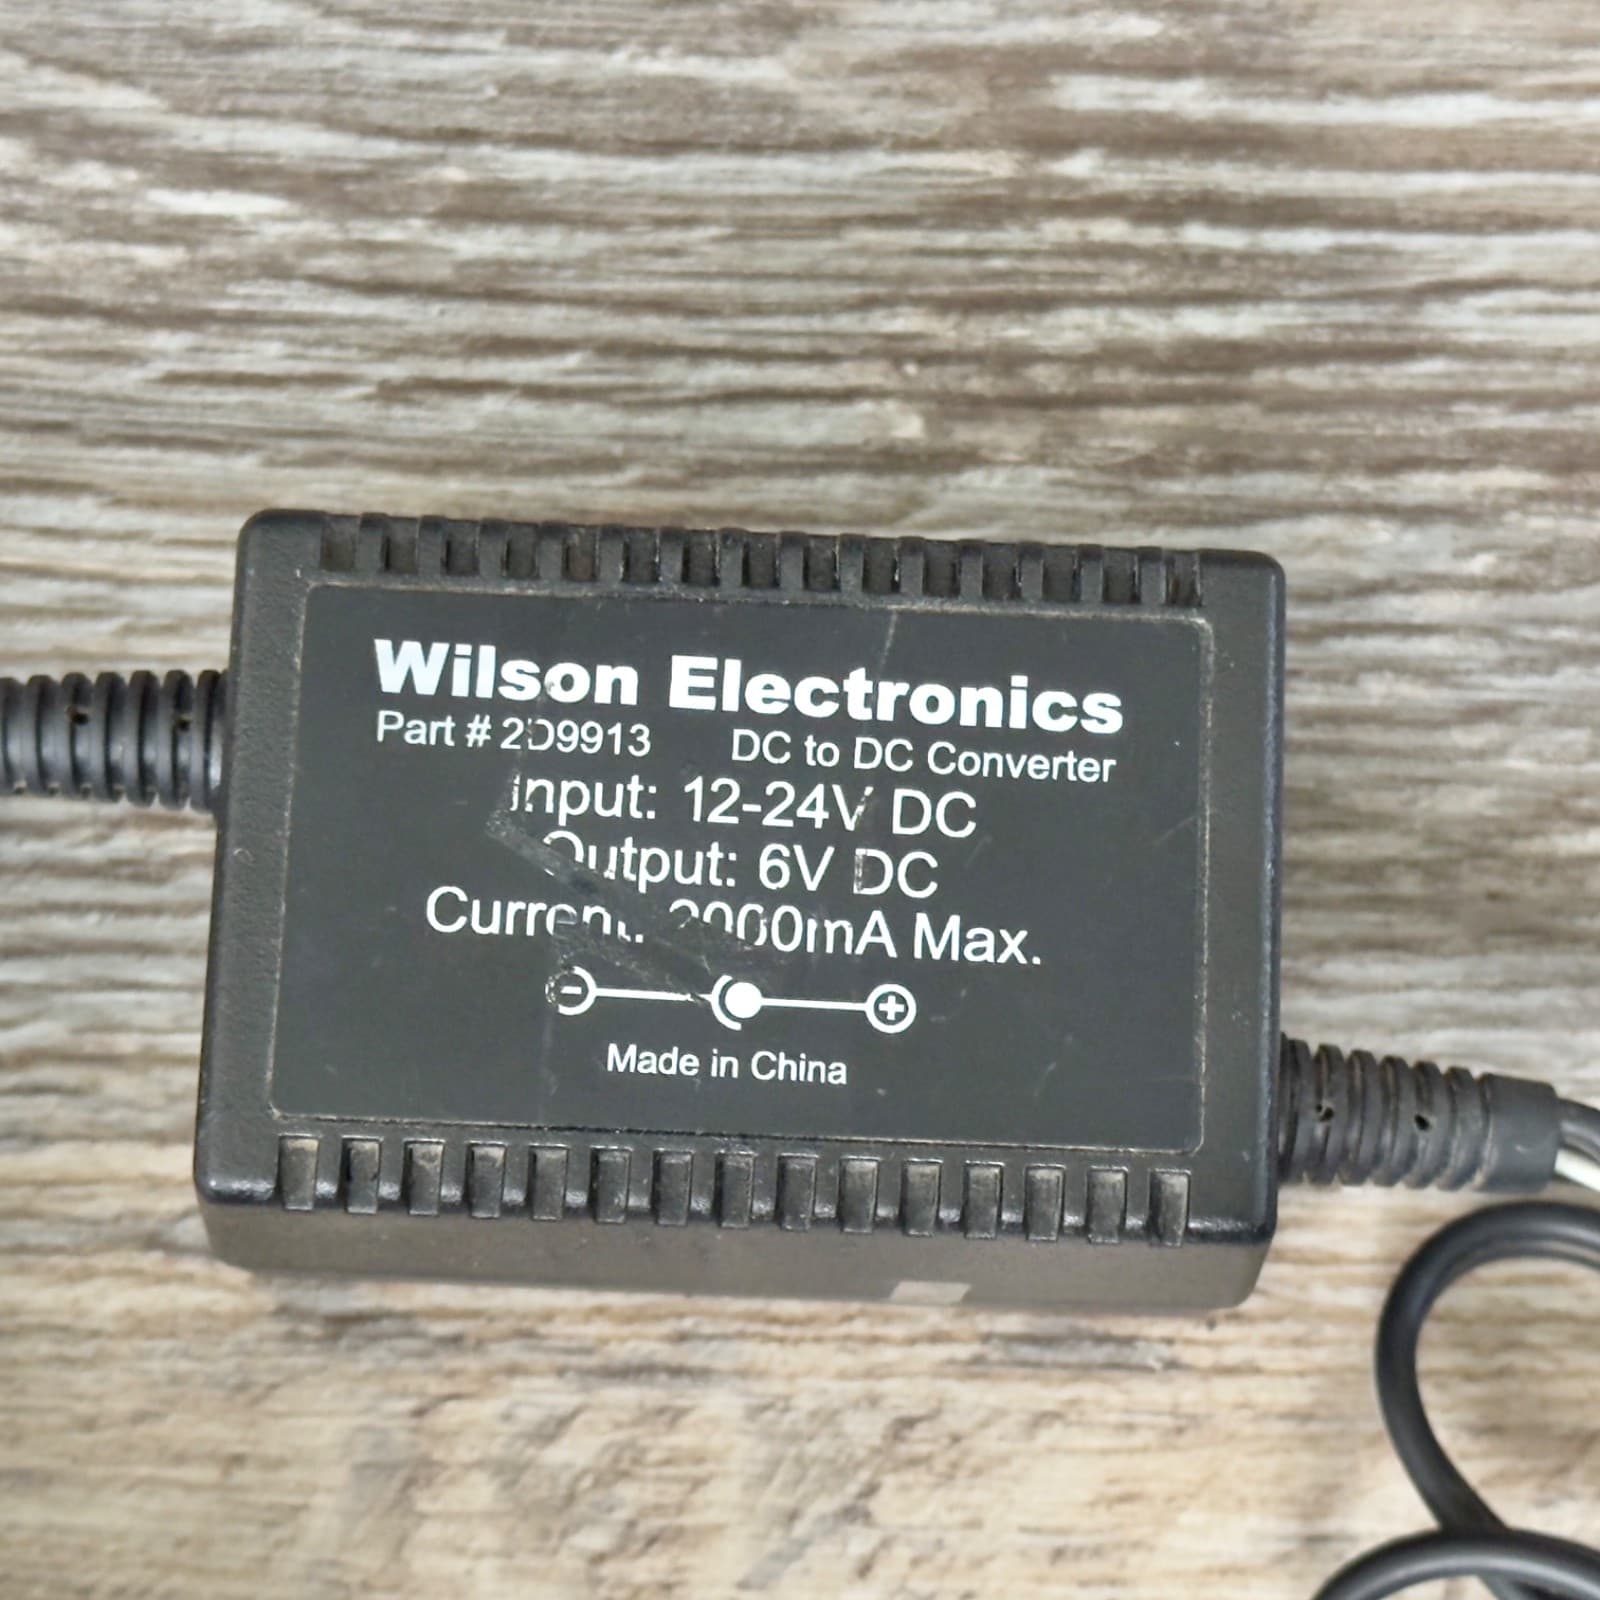 Wilson Electronics
Part # 2D9913 DC to DC Converter
Input: 12-24V DC
Output: 6V DC
Current: mA Max.
- +
Made in China